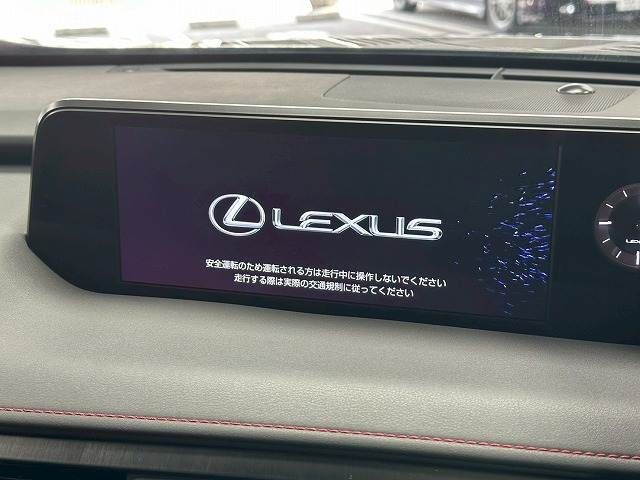 LEXUS
安全運転のため運転される方は走行中に操作しないでください
走行する際は実際の交通規制に従ってください